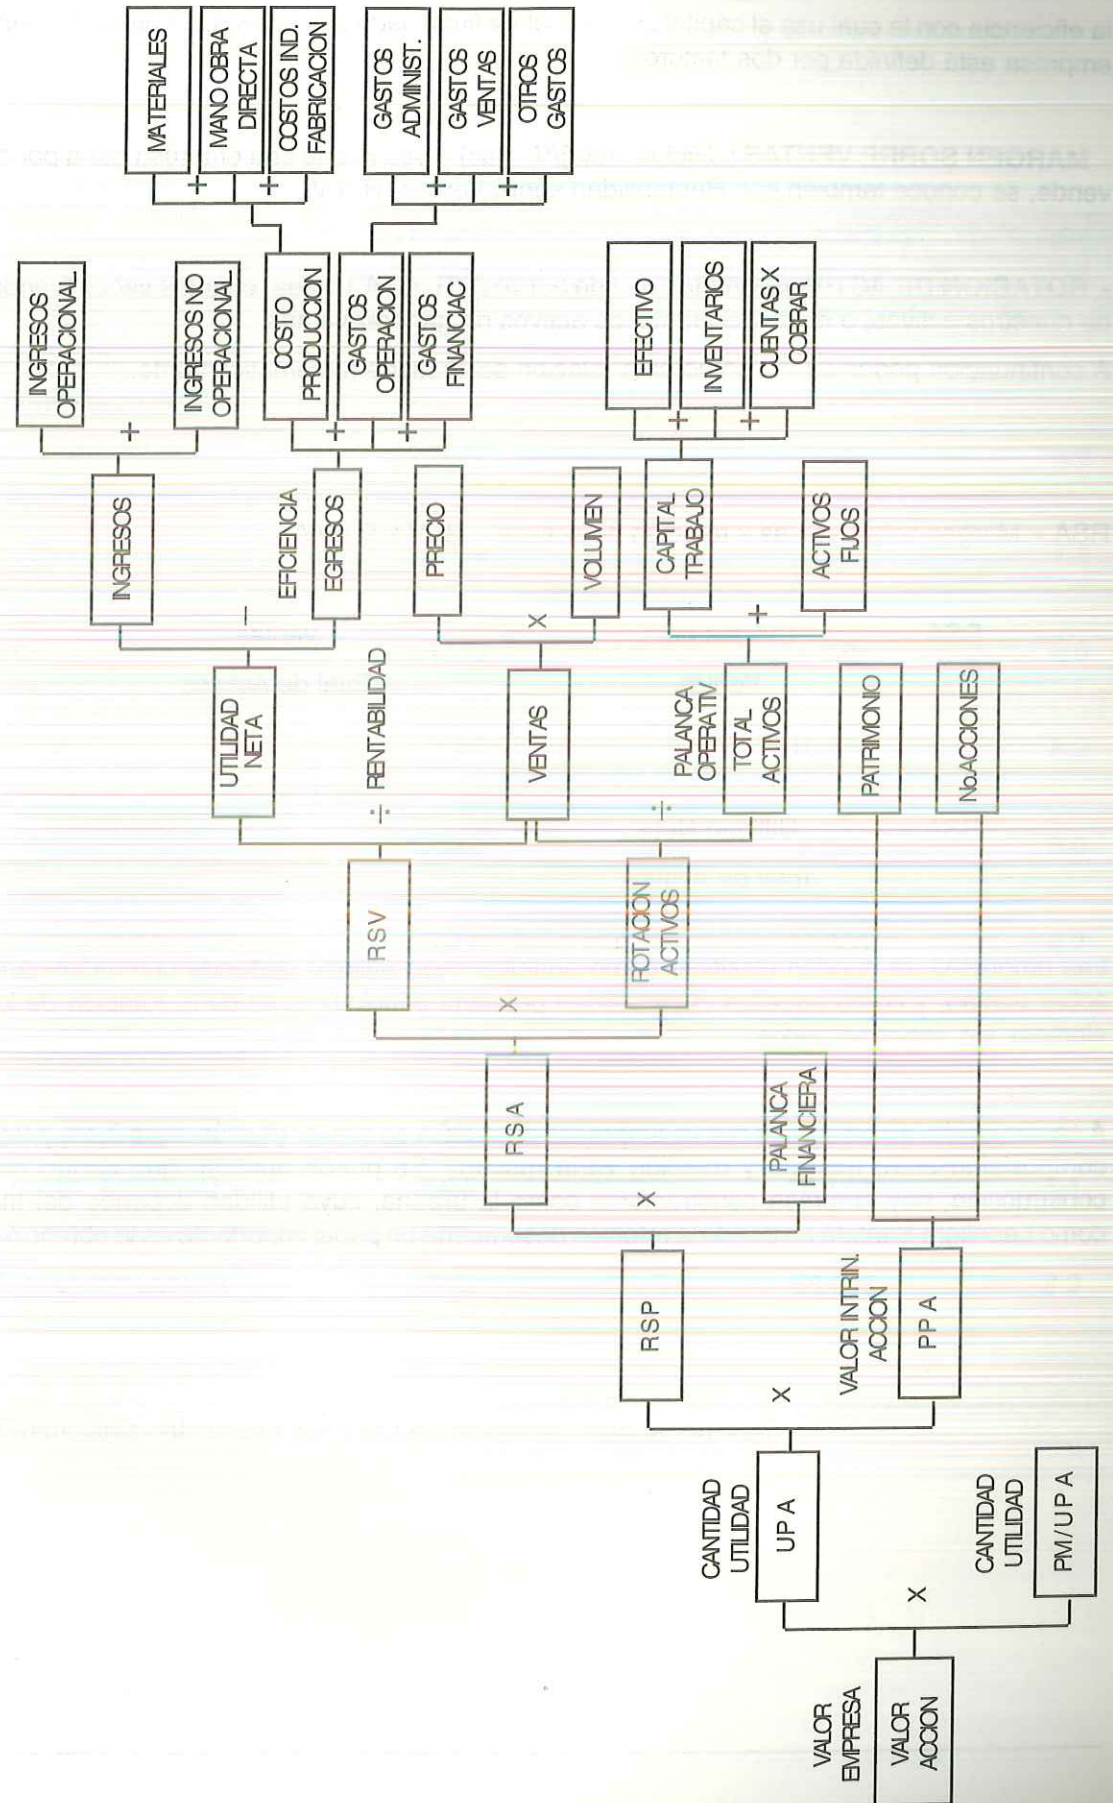 VALOR
EMPRESA
VALOR
ACCION
CANTIDAD
UTILIDAD
UP A
X
CANTIDAD
UTILIDAD
PM/UP A
RSP
X
VALOR INTRIN.
ACCION
PP A
RS A
X
PALANCA
FINANCIERA
RSV
X
ROTACION
ACTIVOS
PATRIMONIO
No.ACCIONES
UTILIDAD
NETA
÷ RENTABILIDAD
VENTAS
÷
PALANCA
OPERATIV
TOTAL
ACTIVOS
INGRESOS
−
EFICIENCIA
EGRESOS
PRECIO
X
VOLUMEN
CAPITAL
TRABAJO
+
ACTIVOS
FIJOS
INGRESOS
OPERACIONAL
+
INGRESOS NO
OPERACIONAL
COSTO
PRODUCCION
+
GASTOS
OPERACION
+
GASTOS
FINANCIAC
EFECTIVO
+
INVENTARIOS
+
CUENTAS X
COBRAR
MATERIALES
+
MANO OBRA
DIRECTA
+
COSTOS IND.
FABRICACION
GASTOS
ADMINIST.
+
GASTOS
VENTAS
+
OTROS
GASTOS